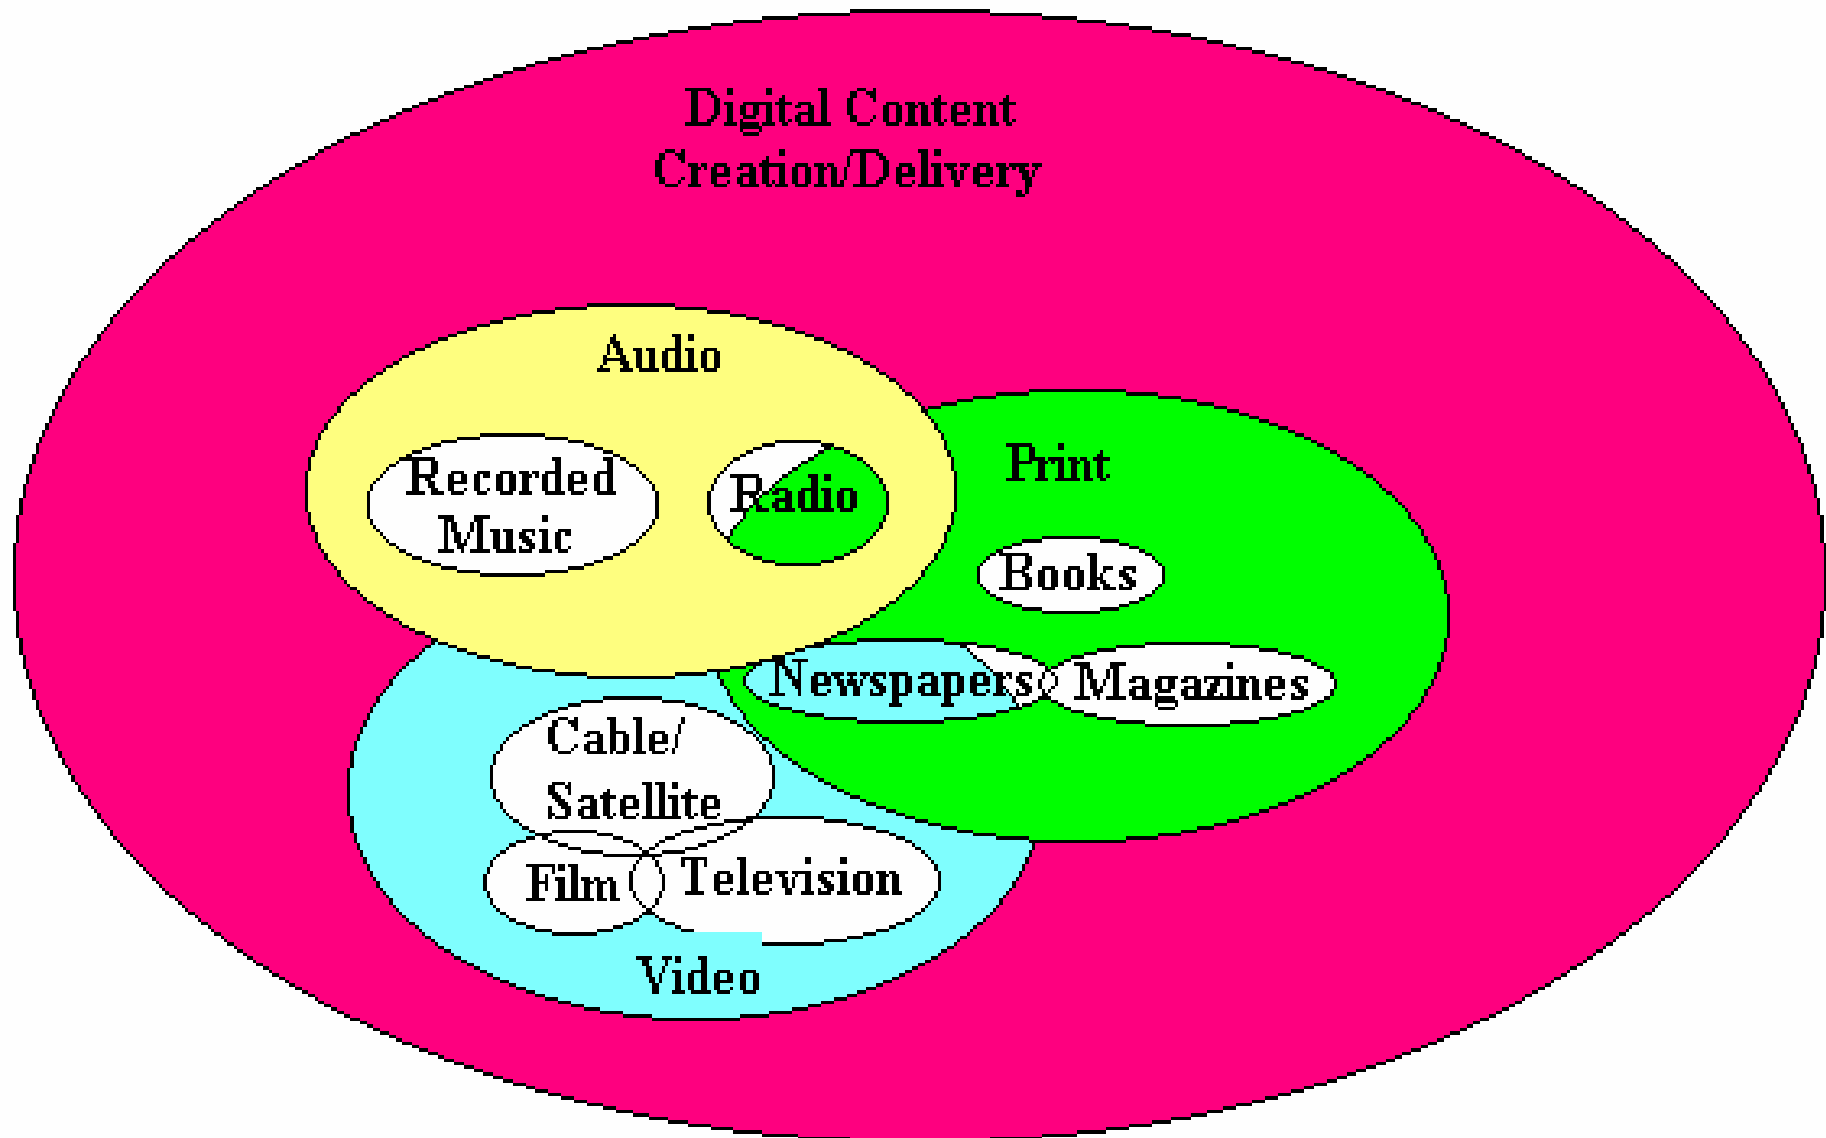 Digital Content
Creation/Delivery
Audio
Recorded
Music
Radio
Print
Books
Newspapers
Magazines
Cable/
Satellite
Film
Television
Video